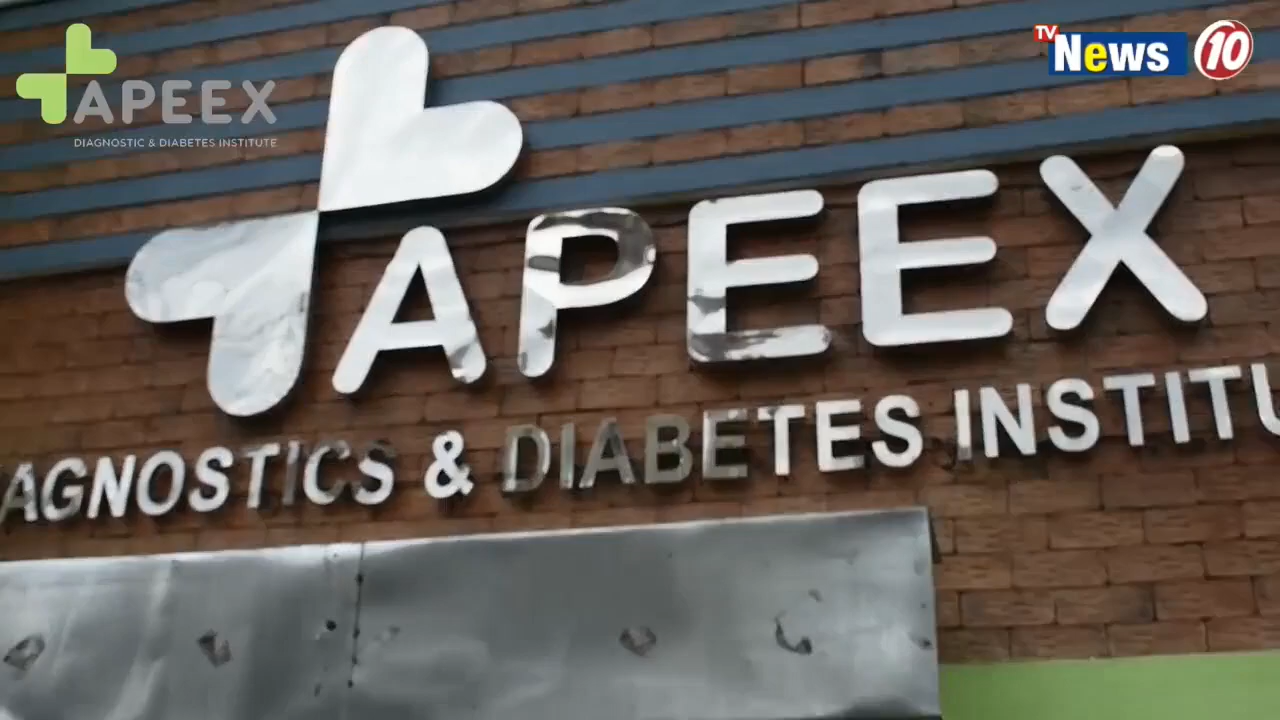 APEEX
DIAGNOSTIC & DIABETES INSTITUTE
TV
News 10
APEEX
AGNOSTICS & DIABETES INSTITU